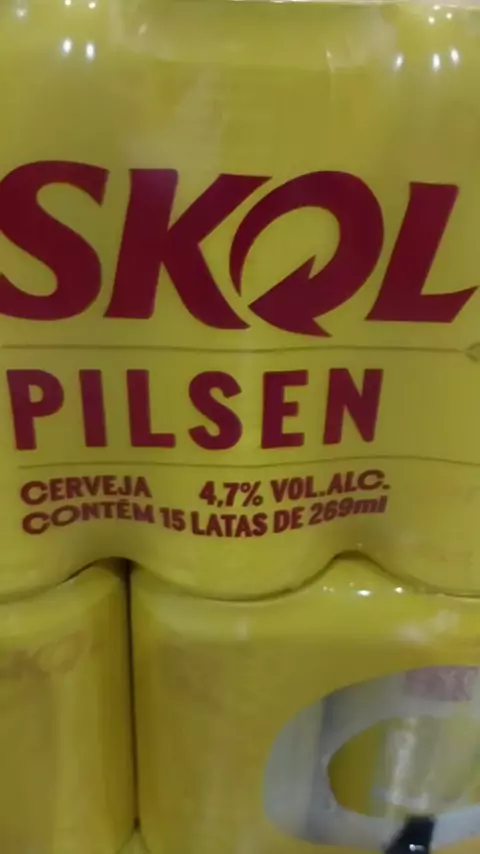 SKOL
PILSEN
CERVEJA 4,7% VOL.ALC.
CONTÉM 15 LATAS DE 269ml